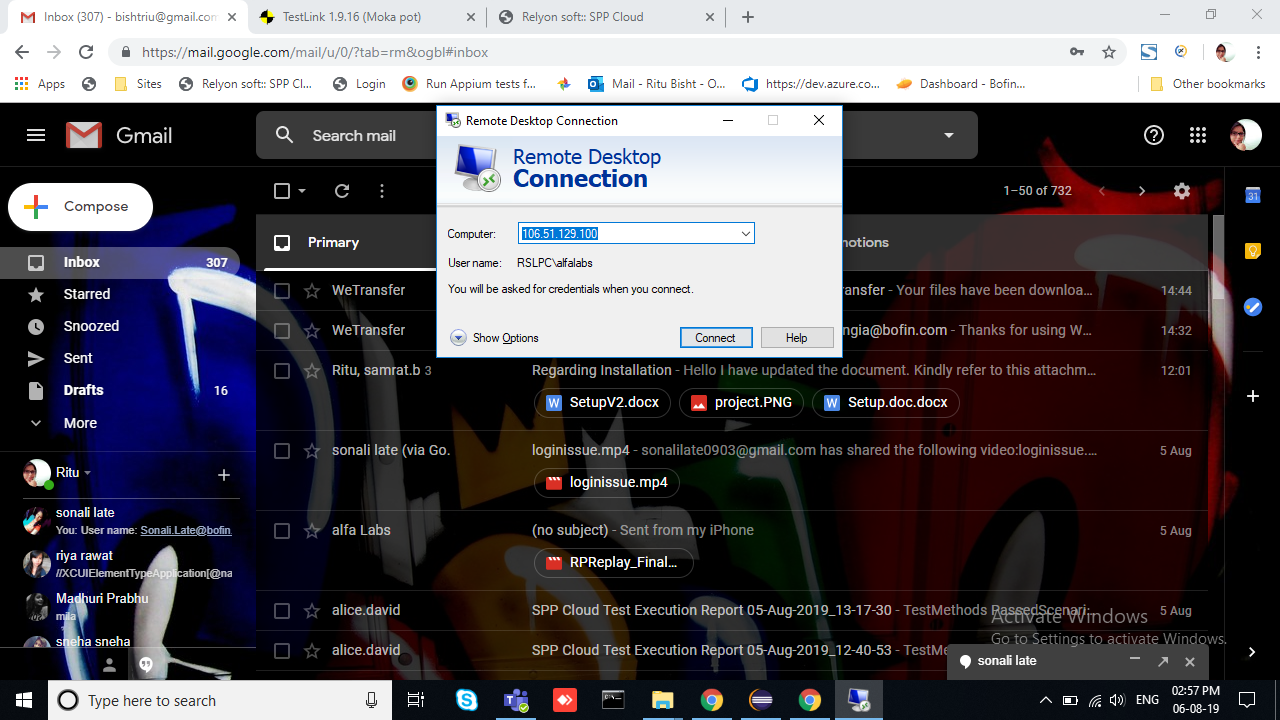 Inbox (307) - bishtriu@gmail.com
TestLink 1.9.16 (Moka pot)
Relyon soft:: SPP Cloud
https://mail.google.com/mail/u/0/?tab=rm&ogbl#inbox
Apps
Sites
Relyon soft:: SPP Cl...
Login
Run Appium tests f...
Mail - Ritu Bisht - O...
https://dev.azure.co...
Dashboard - Bofin...
Other bookmarks
Gmail
Search mail
Compose
1–50 of 732
Primary
Inbox 307
Starred
Snoozed
Sent
Drafts 16
More
Ritu
sonali late
You: User name: Sonali.Late@bofin.
riya rawat
//XCUIElementTypeApplication[@na
Madhuri Prabhu
mila
sneha sneha
Remote Desktop Connection
Remote Desktop
Connection
Computer: 106.51.129.100
User name: RSLPC\alfalabs
You will be asked for credentials when you connect.
Show Options
Connect
Help
WeTransfer - Your files have been downloa... 14:44
WeTransfer ngia@bofin.com - Thanks for using W... 14:32
Ritu, samrat.b 3 Regarding Installation - Hello I have updated the document. Kindly refer to this attachm... 12:01
SetupV2.docx
project.PNG
Setup.doc.docx
sonali late (via Go. loginissue.mp4 - sonalilate0903@gmail.com has shared the following video:loginissue.... 5 Aug
loginissue.mp4
alfa Labs (no subject) - Sent from my iPhone 5 Aug
RPReplay_Final...
alice.david SPP Cloud Test Execution Report 05-Aug-2019_13-17-30 - TestMethods PassedScenari... 5 Aug
alice.david SPP Cloud Test Execution Report 05-Aug-2019_12-40-53 - TestMe
Activate Windows
Go to Settings to activate Windows.
sonali late
Type here to search
ENG
02:57 PM
06-08-19